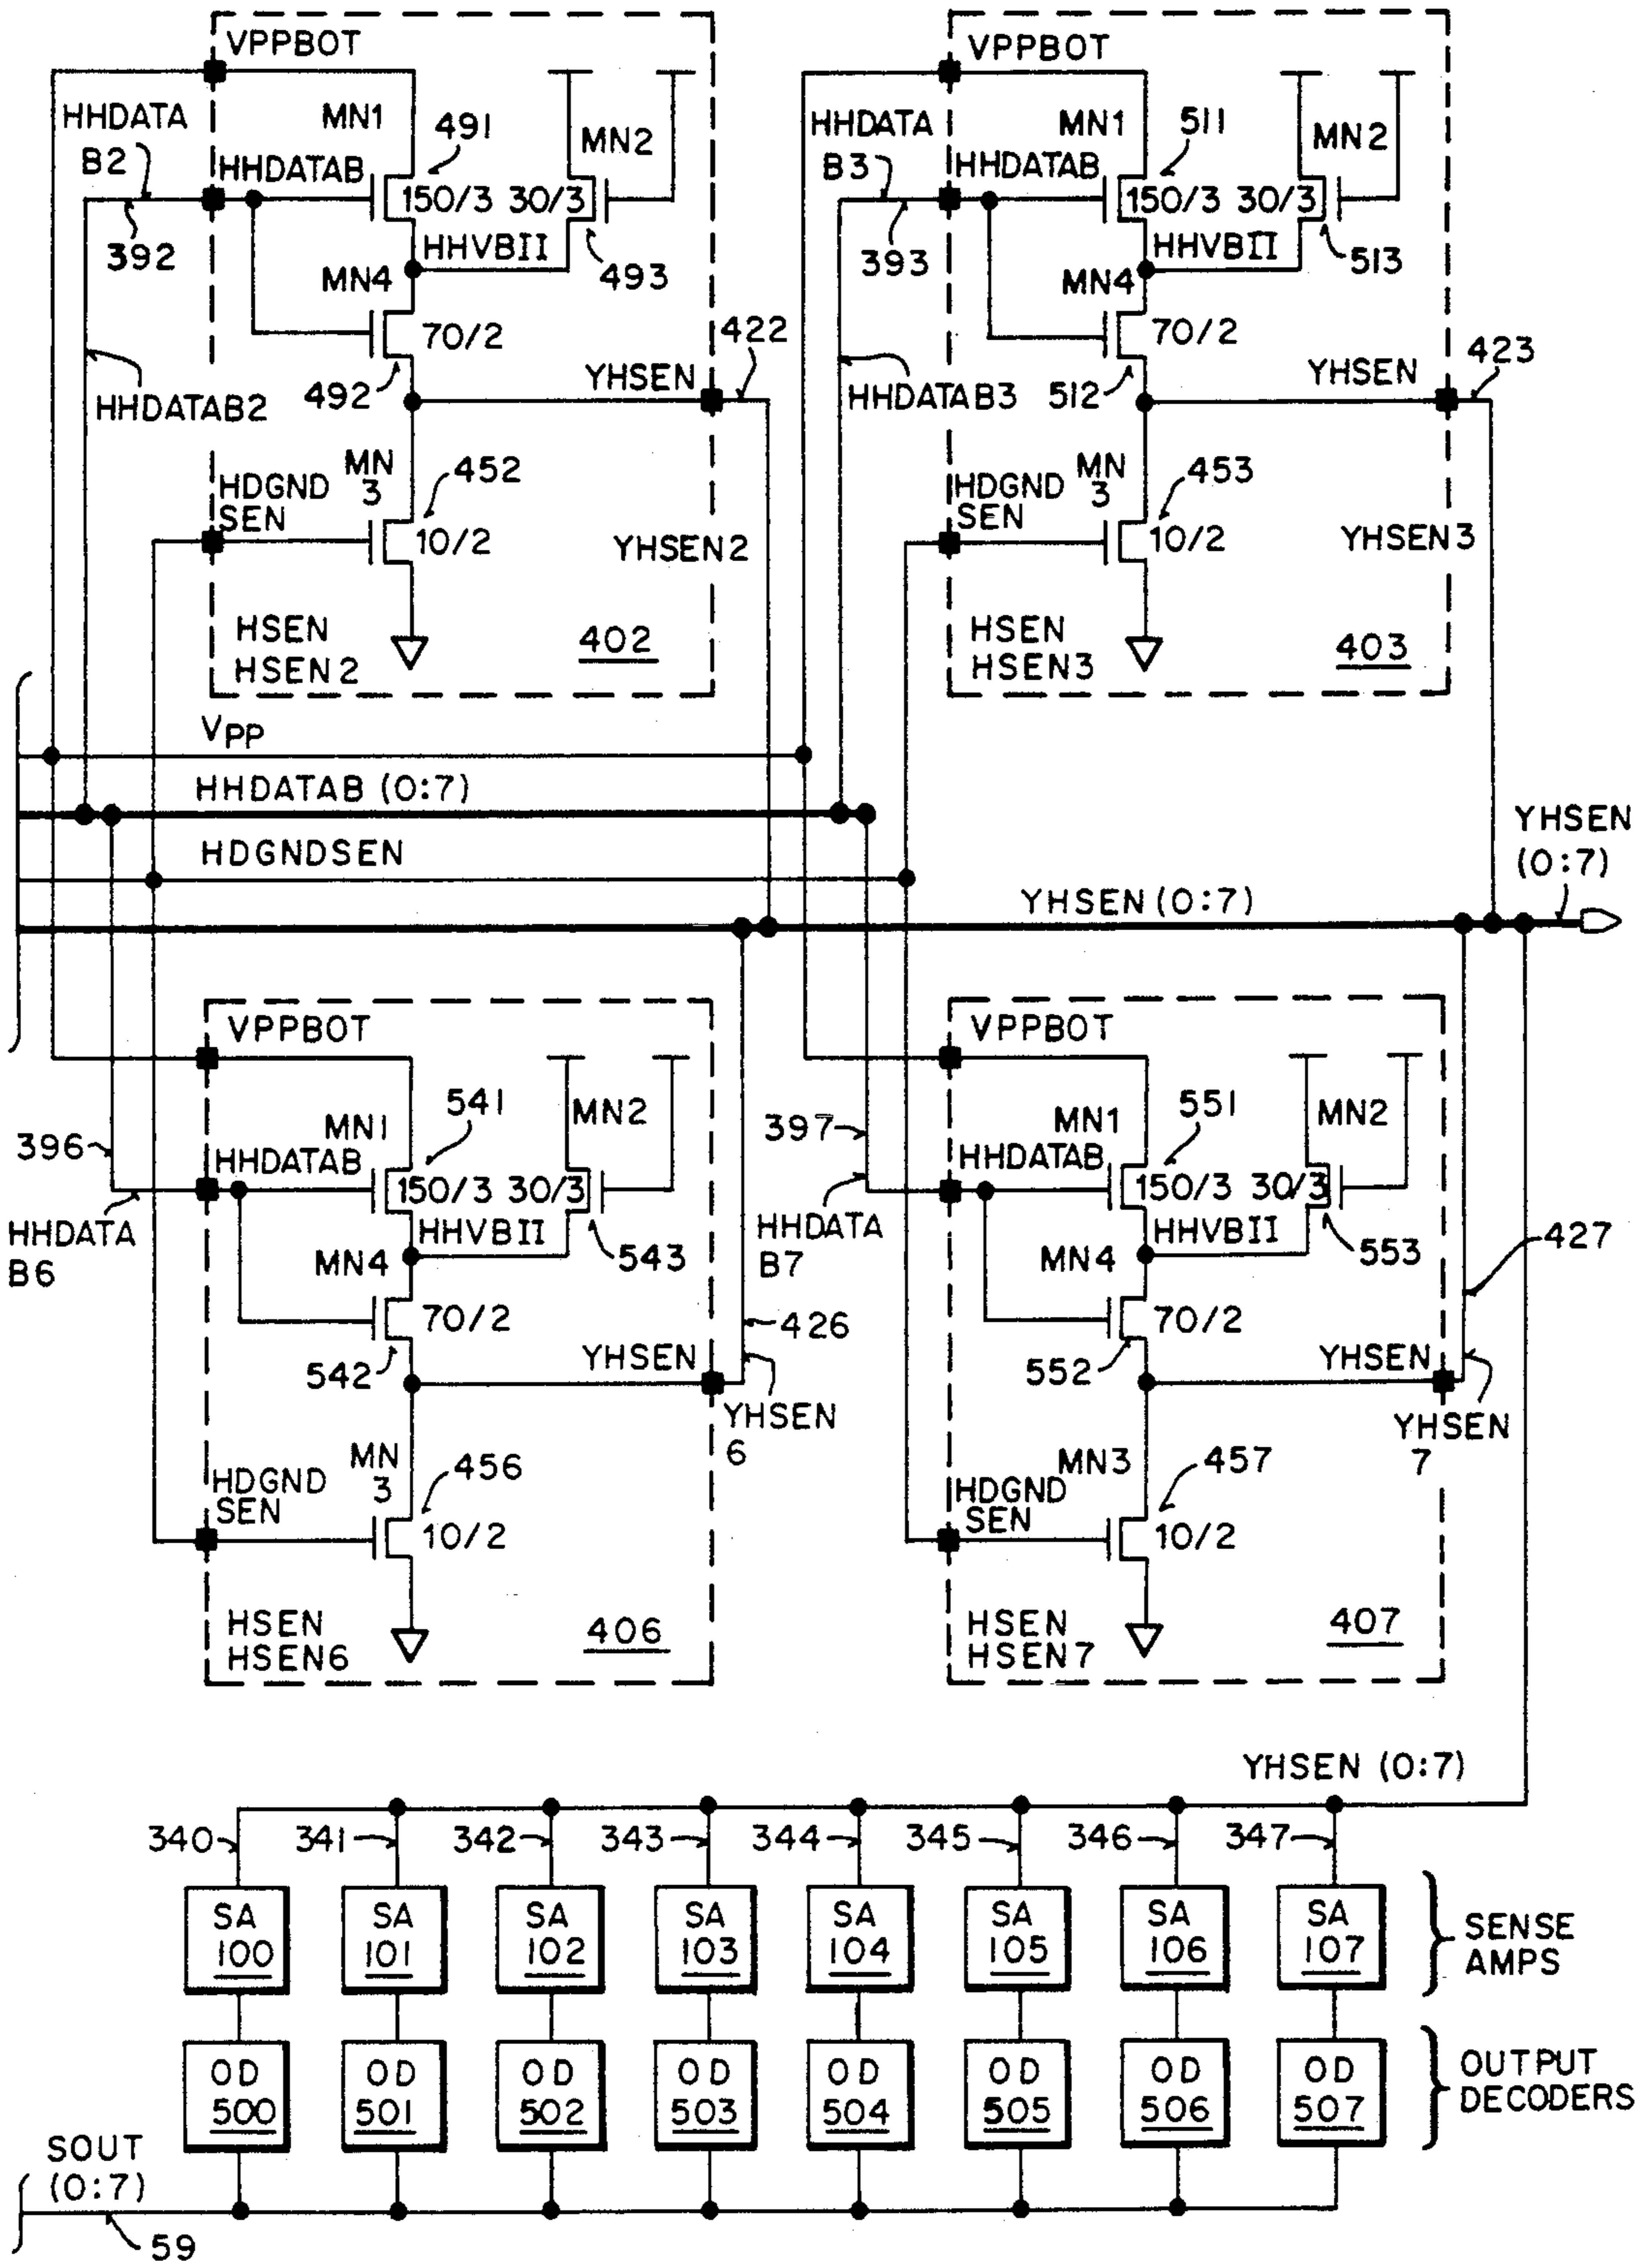 VPPBOT
HHDATA
B2
MN1
491
MN2
HHDATAB
150/3 30/3
392
HHVBII
493
MN4
70/2
422
HHDATAB2
492
YHSEN
MN
3
452
HDGND
SEN
10/2
YHSEN2
HSEN
HSEN2
402
VPPBOT
HHDATA
B3
MN1
511
MN2
HHDATAB
150/3 30/3
393
HHVBII
513
MN4
70/2
423
HHDATAB3
512
YHSEN
MN
3
453
HDGND
SEN
10/2
YHSEN3
HSEN
HSEN3
403
VPP
HHDATAB (0:7)
HDGNDSEN
YHSEN (0:7)
YHSEN
(0:7)
VPPBOT
541
MN2
396
MN1
HHDATAB
150/3 30/3
HHDATA
B6
HHVBII
543
MN4
70/2
426
542
YHSEN
YHSEN
6
MN
3
456
HDGND
SEN
10/2
HSEN
HSEN6
406
VPPBOT
397
MN1
551
MN2
HHDATAB
150/3 30/3
HHDATA
B7
HHVBII
553
427
MN4
70/2
552
YHSEN
YHSEN
7
MN3
457
HDGND
SEN
10/2
HSEN
HSEN7
407
YHSEN (0:7)
340 341 342 343 344 345 346 347
SA SA SA SA SA SA SA SA
100 101 102 103 104 105 106 107
SENSE
AMPS
OD OD OD OD OD OD OD OD
500 501 502 503 504 505 506 507
OUTPUT
DECODERS
SOUT
(0:7)
59